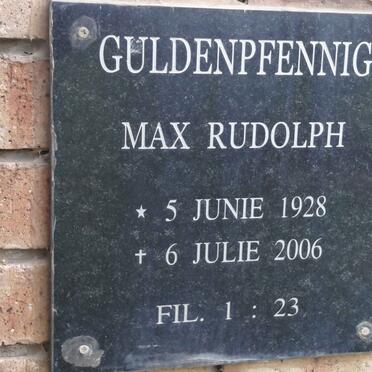 GULDENPFENNIG
MAX RUDOLPH
★ 5 JUNIE 1928
✝ 6 JULIE 2006
FIL. 1 : 23